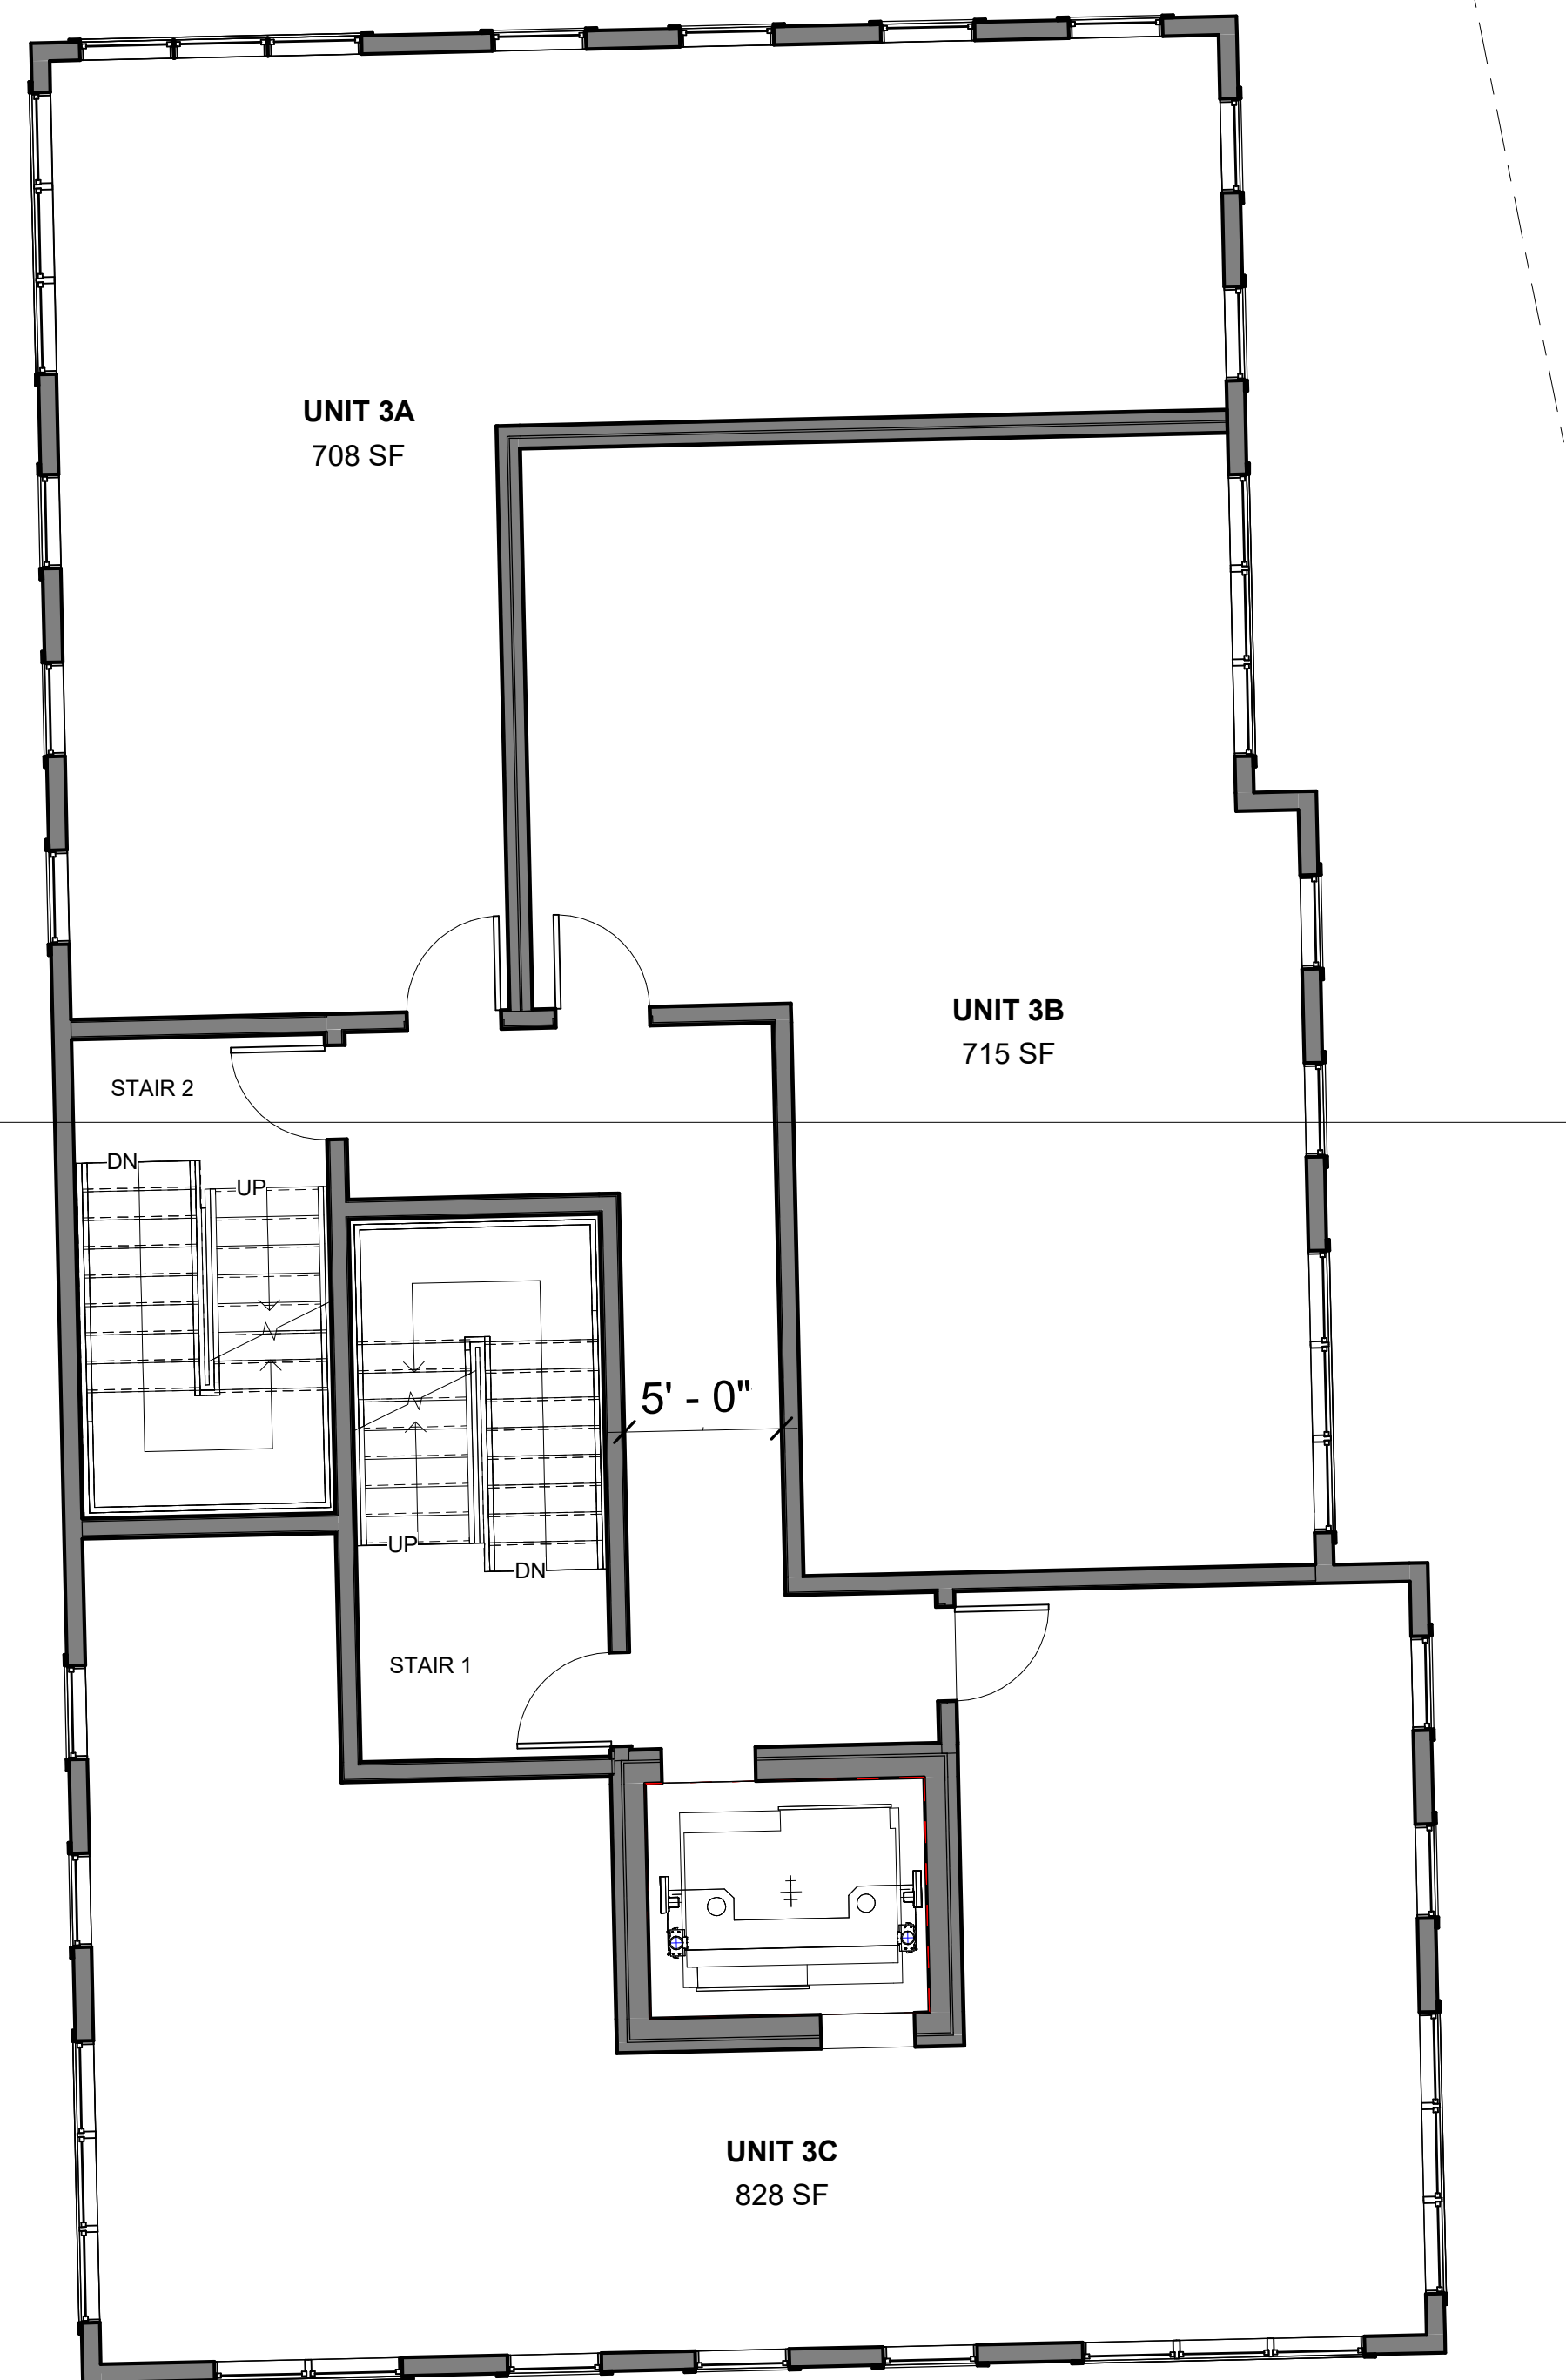 UNIT 3A
708 SF
UNIT 3B
715 SF
STAIR 2
DN
UP
5' - 0"
UP
DN
STAIR 1
UNIT 3C
828 SF